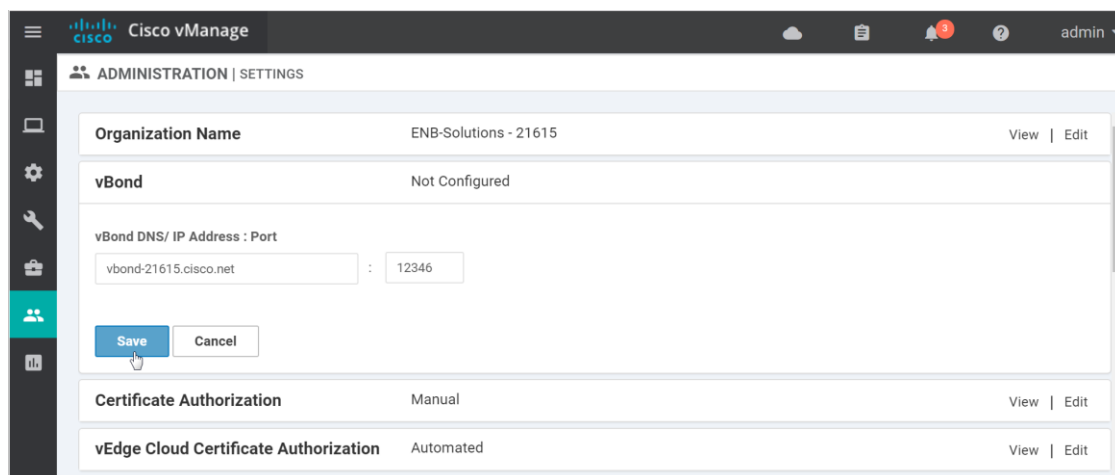 cisco Cisco vManage 3 admin
ADMINISTRATION | SETTINGS
Organization Name ENB-Solutions - 21615 View | Edit
vBond Not Configured
vBond DNS/ IP Address : Port
vbond-21615.cisco.net : 12346
Save Cancel
Certificate Authorization Manual View | Edit
vEdge Cloud Certificate Authorization Automated View | Edit